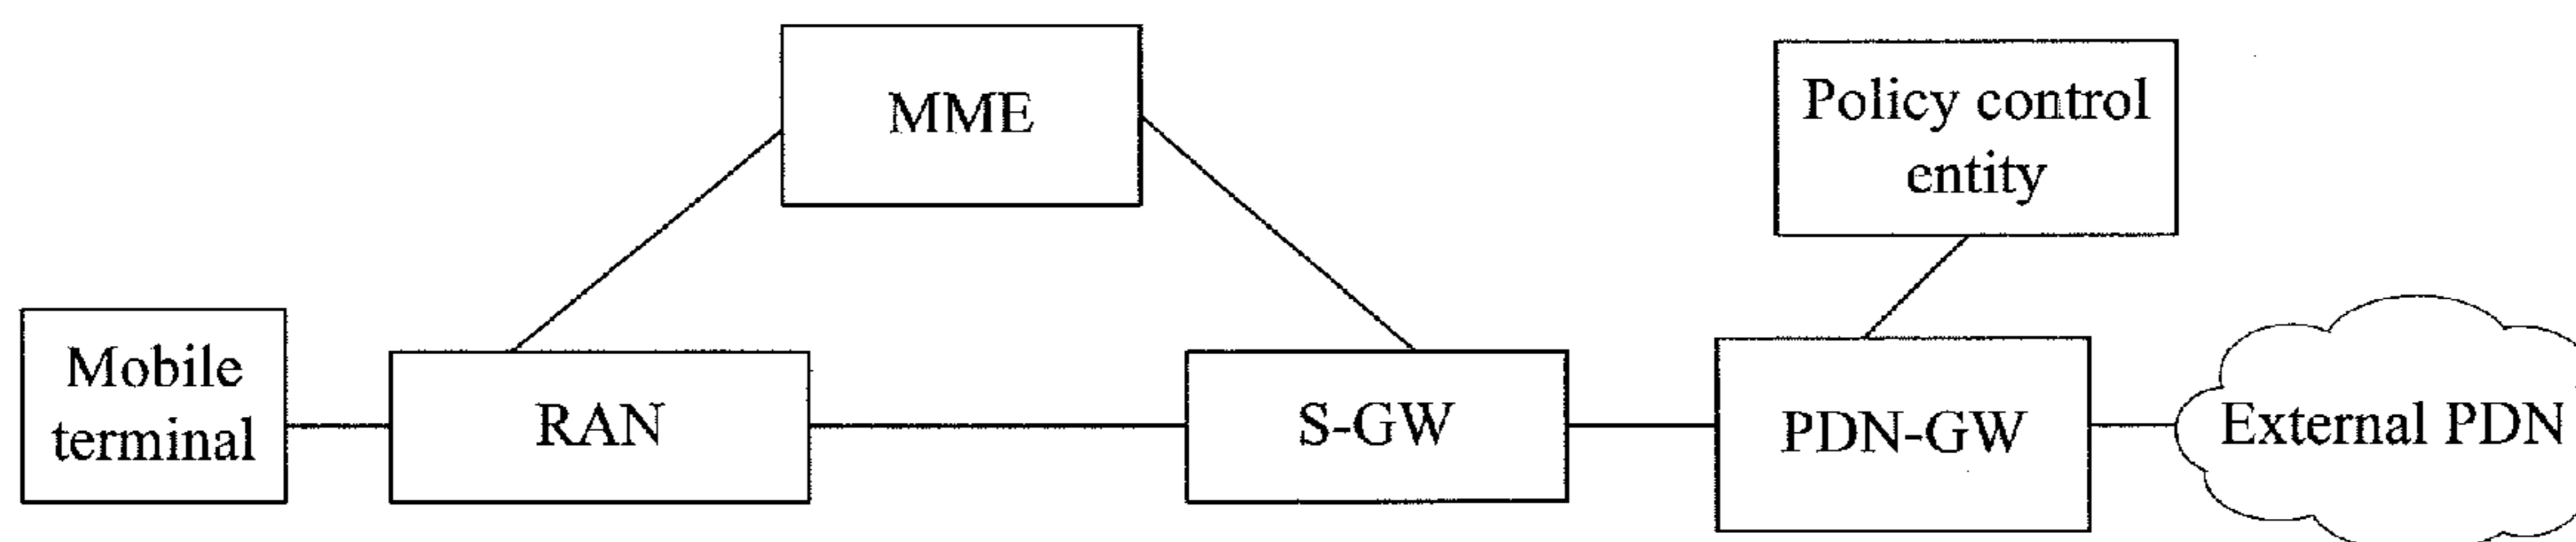 MME
Policy control
entity
Mobile
terminal
RAN
S-GW
PDN-GW
External PDN